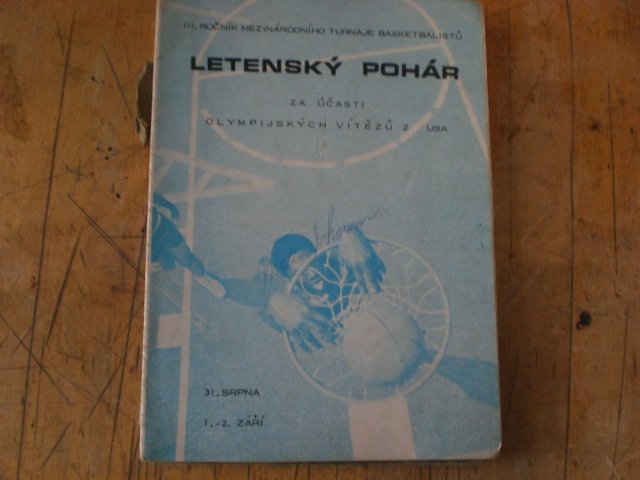 III. ROČNÍK MEZINÁRODNÍHO TURNAJE BASKETBALISTŮ
LETENSKÝ POHÁR
ZA ÚČASTI
OLYMPIJSKÝCH VÍTĚZŮ Z USA
31. SRPNA
1.-2. ZÁŘÍ